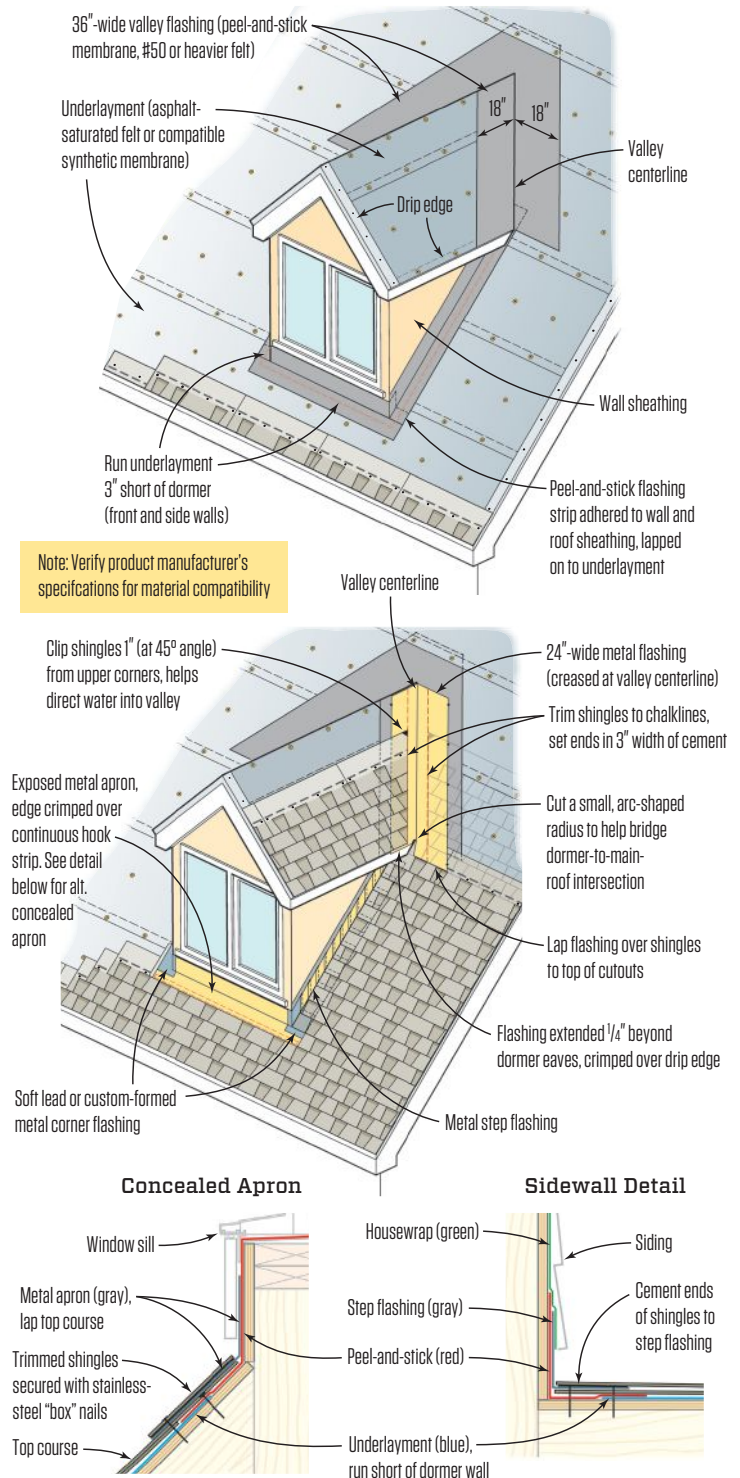 36"-wide valley flashing (peel-and-stick
membrane, #50 or heavier felt)
Underlayment (asphalt-
saturated felt or compatible
synthetic membrane)
18"
18"
Valley
centerline
Drip edge
Wall sheathing
Run underlayment
3" short of dormer
(front and side walls)
Peel-and-stick flashing
strip adhered to wall and
roof sheathing, lapped
on to underlayment
Note: Verify product manufacturer's
specifcations for material compatibility
Valley centerline
Clip shingles 1" (at 45º angle)
from upper corners, helps
direct water into valley
24"-wide metal flashing
(creased at valley centerline)
Trim shingles to chalklines,
set ends in 3" width of cement
Exposed metal apron,
edge crimped over
continuous hook
strip. See detail
below for alt.
concealed
apron
Cut a small, arc-shaped
radius to help bridge
dormer-to-main-
roof intersection
Lap flashing over shingles
to top of cutouts
Flashing extended 1/4" beyond
dormer eaves, crimped over drip edge
Soft lead or custom-formed
metal corner flashing
Metal step flashing
Concealed Apron
Window sill
Metal apron (gray),
lap top course
Trimmed shingles
secured with stainless-
steel "box" nails
Top course
Sidewall Detail
Housewrap (green)
Siding
Step flashing (gray)
Cement ends
of shingles to
step flashing
Peel-and-stick (red)
Underlayment (blue),
run short of dormer wall